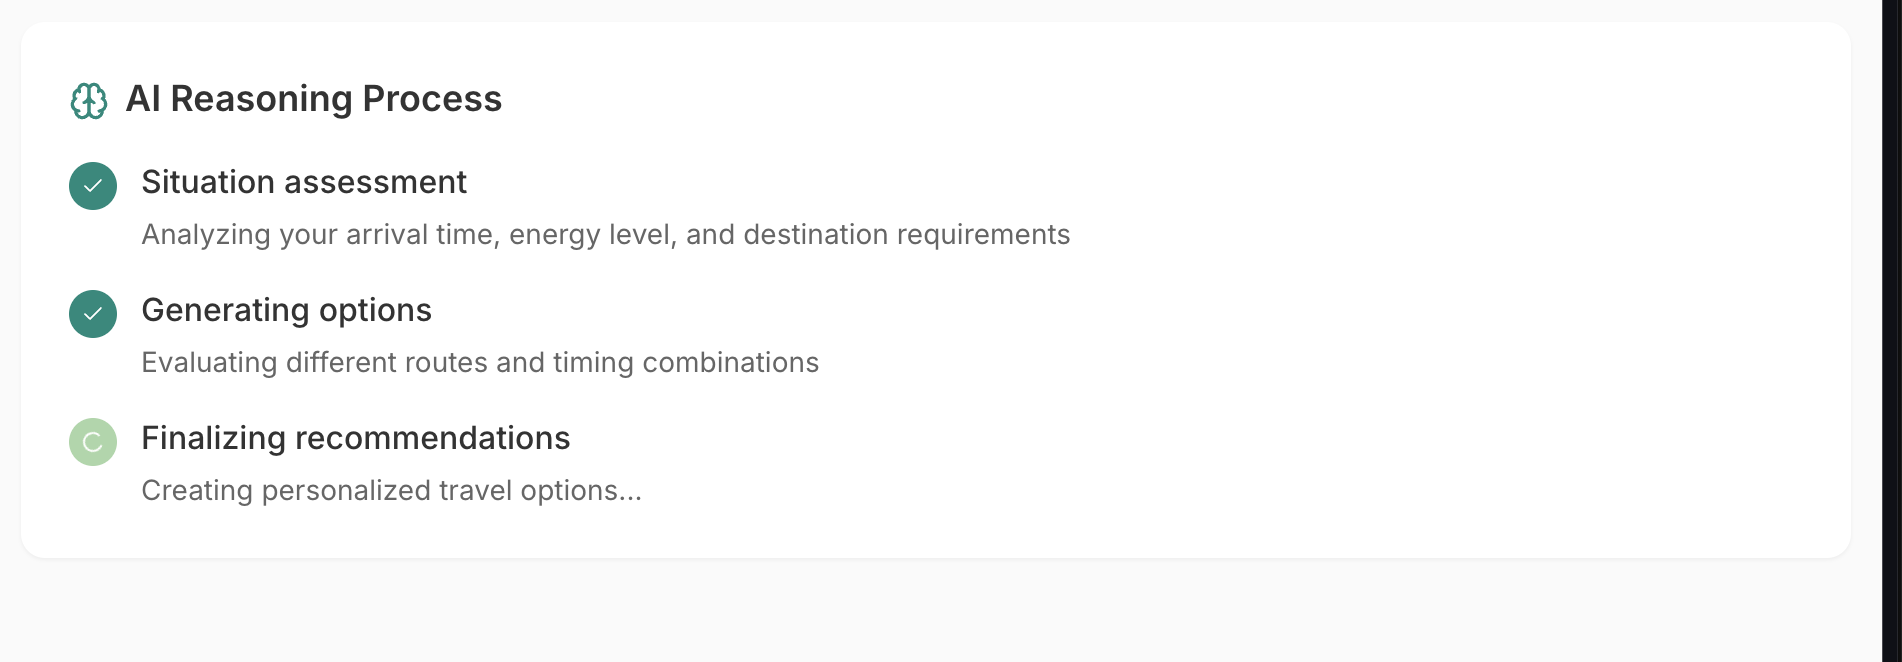 AI Reasoning Process
Situation assessment
Analyzing your arrival time, energy level, and destination requirements
Generating options
Evaluating different routes and timing combinations
Finalizing recommendations
Creating personalized travel options...